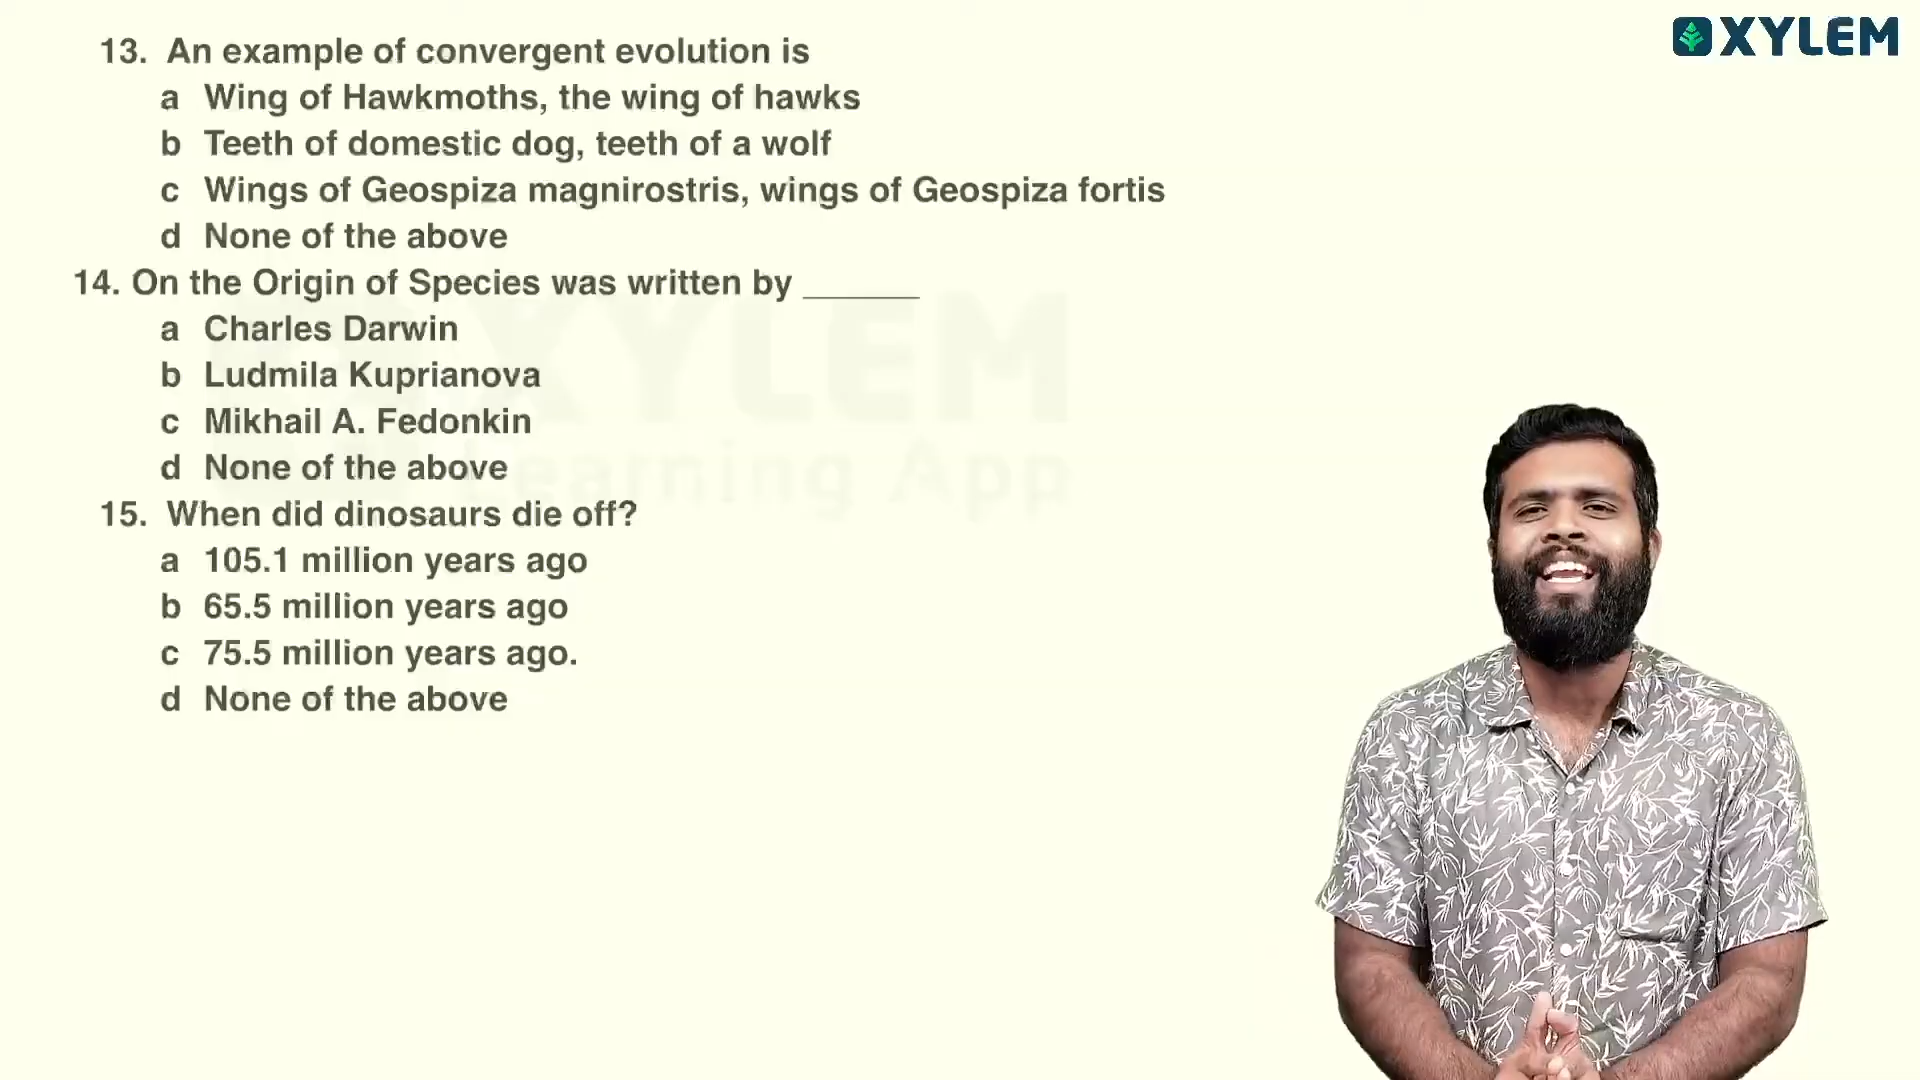 XYLEM
13. An example of convergent evolution is
a Wing of Hawkmoths, the wing of hawks
b Teeth of domestic dog, teeth of a wolf
c Wings of Geospiza magnirostris, wings of Geospiza fortis
d None of the above
14. On the Origin of Species was written by ______
a Charles Darwin
b Ludmila Kuprianova
c Mikhail A. Fedonkin
d None of the above
15. When did dinosaurs die off?
a 105.1 million years ago
b 65.5 million years ago
c 75.5 million years ago.
d None of the above
XYLEM
Learning App